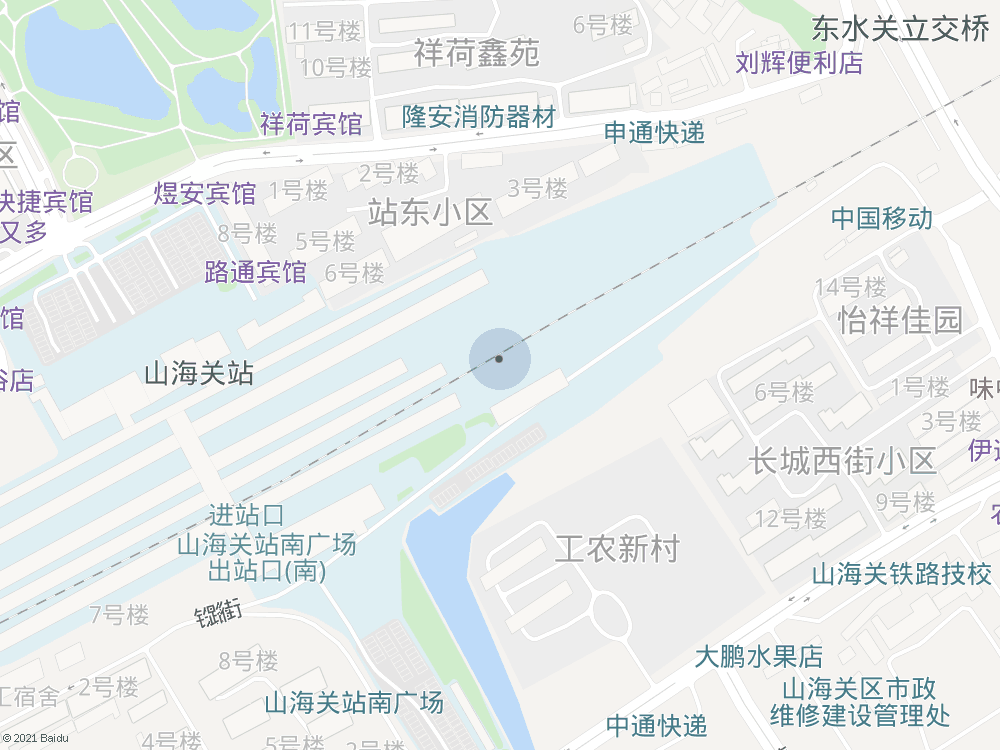 东水关立交桥
11号楼
6号楼
祥荷鑫苑
刘辉便利店
10号楼
馆
祥荷宾馆
隆安消防器材
申通快递
区
2号楼
快捷宾馆
煜安宾馆
1号楼
3号楼
站东小区
中国移动
又多
8号楼
5号楼
路通宾馆
6号楼
14号楼
馆
怡祥佳园
山海关站
6号楼
1号楼
3号楼
长城西街小区
9号楼
进站口
12号楼
山海关站南广场
工农新村
出站口(南)
山海关铁路技校
7号楼
8号楼
大鹏水果店
工宿舍
2号楼
山海关站南广场
山海关区市政
维修建设管理处
中通快递
4号楼
5号楼
2号楼
© 2021 Baidu